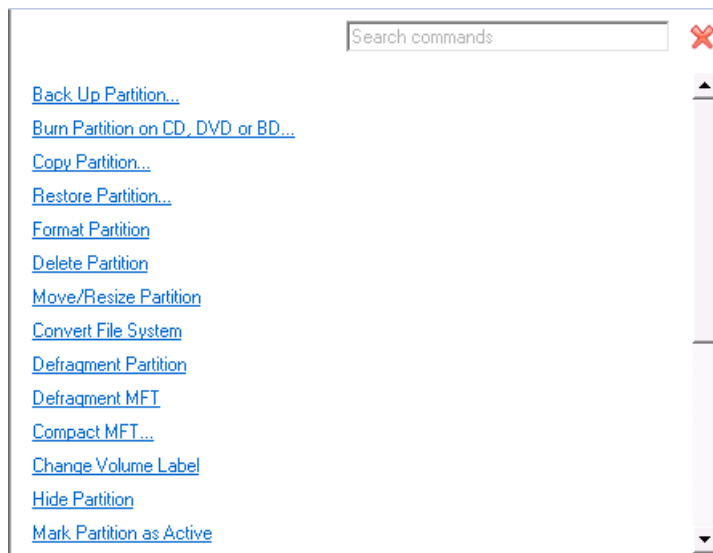 Search commands
Back Up Partition...
Burn Partition on CD, DVD or BD...
Copy Partition...
Restore Partition...
Format Partition
Delete Partition
Move/Resize Partition
Convert File System
Defragment Partition
Defragment MFT
Compact MFT...
Change Volume Label
Hide Partition
Mark Partition as Active